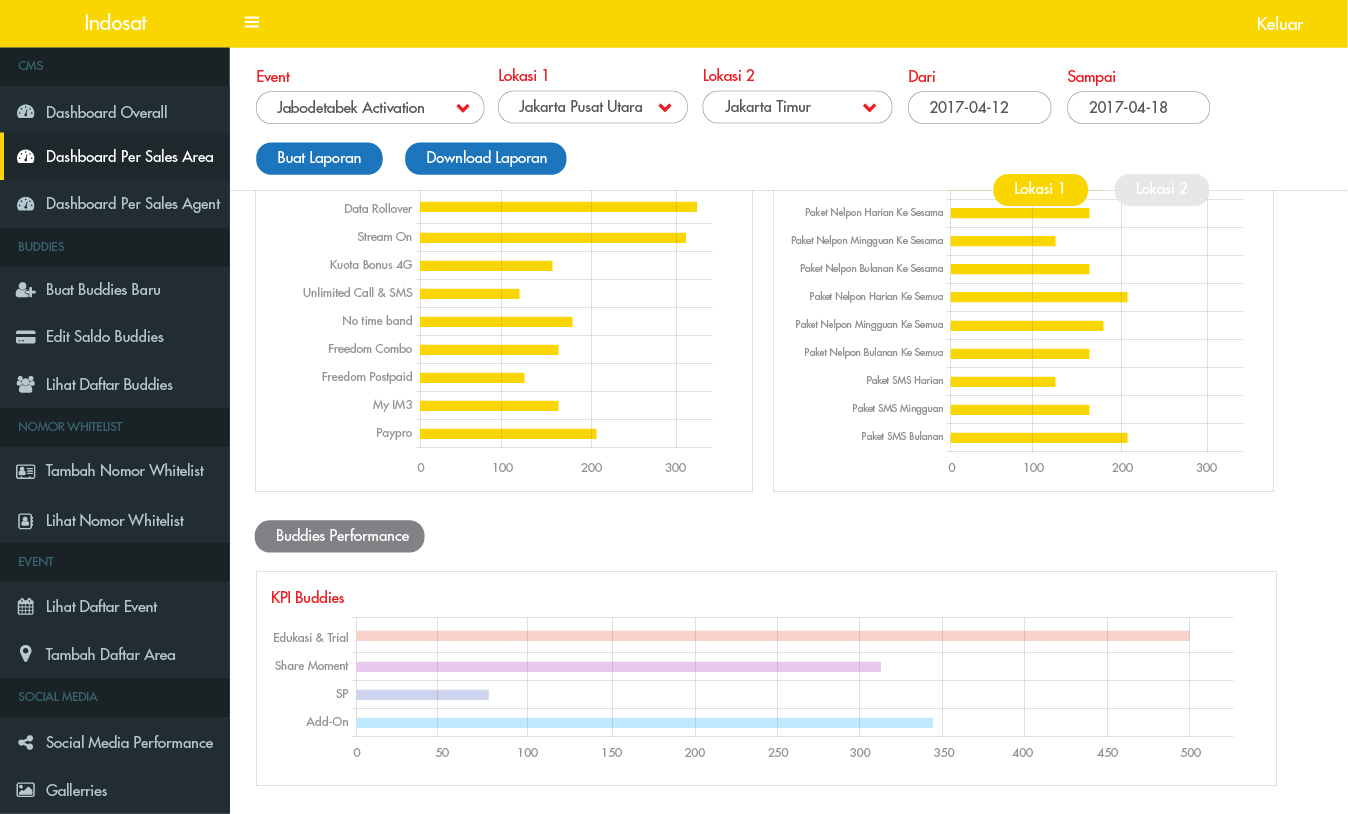 Indosat
Keluar
CMS
Dashboard Overall
Dashboard Per Sales Area
Dashboard Per Sales Agent
BUDDIES
Buat Buddies Baru
Edit Saldo Buddies
Lihat Daftar Buddies
NOMOR WHITELIST
Tambah Nomor Whitelist
Lihat Nomor Whitelist
EVENT
Lihat Daftar Event
Tambah Daftar Area
SOCIAL MEDIA
Social Media Performance
Gallerries
Event
Lokasi 1
Lokasi 2
Dari
Sampai
Jabodetabek Activation
Jakarta Pusat Utara
Jakarta Timur
2017-04-12
2017-04-18
Buat Laporan
Download Laporan
Lokasi 1
Lokasi 2
Data Rollover
Stream On
Kuota Bonus 4G
Unlimited Call & SMS
No time band
Freedom Combo
Freedom Postpaid
My IM3
Paypro
0 100 200 300
Paket Nelpon Harian Ke Sesama
Paket Nelpon Mingguan Ke Sesama
Paket Nelpon Bulanan Ke Sesama
Paket Nelpon Harian Ke Semua
Paket Nelpon Mingguan Ke Semua
Paket Nelpon Bulanan Ke Semua
Paket SMS Harian
Paket SMS Mingguan
Paket SMS Bulanan
0 100 200 300
Buddies Performance
KPI Buddies
Edukasi & Trial
Share Moment
SP
Add-On
0 50 100 150 200 250 300 350 400 450 500